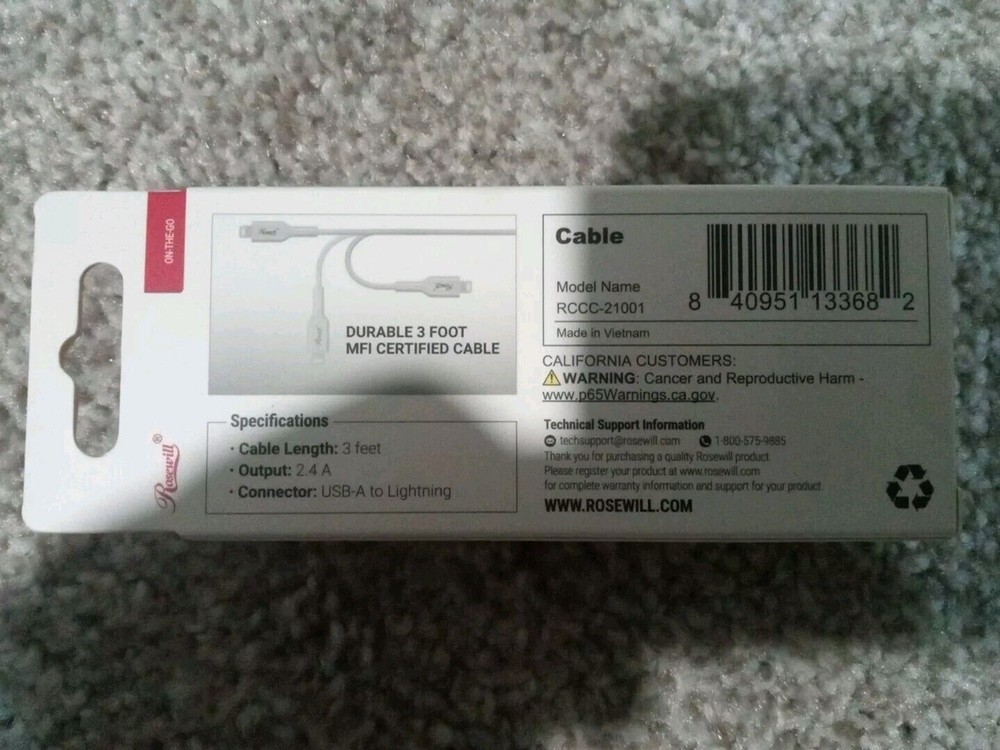 ON-THE-GO
Rosewill®
DURABLE 3 FOOT
MFI CERTIFIED CABLE
Specifications
· Cable Length: 3 feet
· Output: 2.4 A
· Connector: USB-A to Lightning
Cable
Model Name
RCCC-21001
8 40951 13368 2
Made in Vietnam
CALIFORNIA CUSTOMERS:
WARNING: Cancer and Reproductive Harm -
www.p65Warnings.ca.gov.
Technical Support Information
techsupport@rosewill.com 1-800-575-9885
Thank you for purchasing a quality Rosewill product.
Please register your product at www.rosewill.com
for complete warranty information and support for your product.
WWW.ROSEWILL.COM